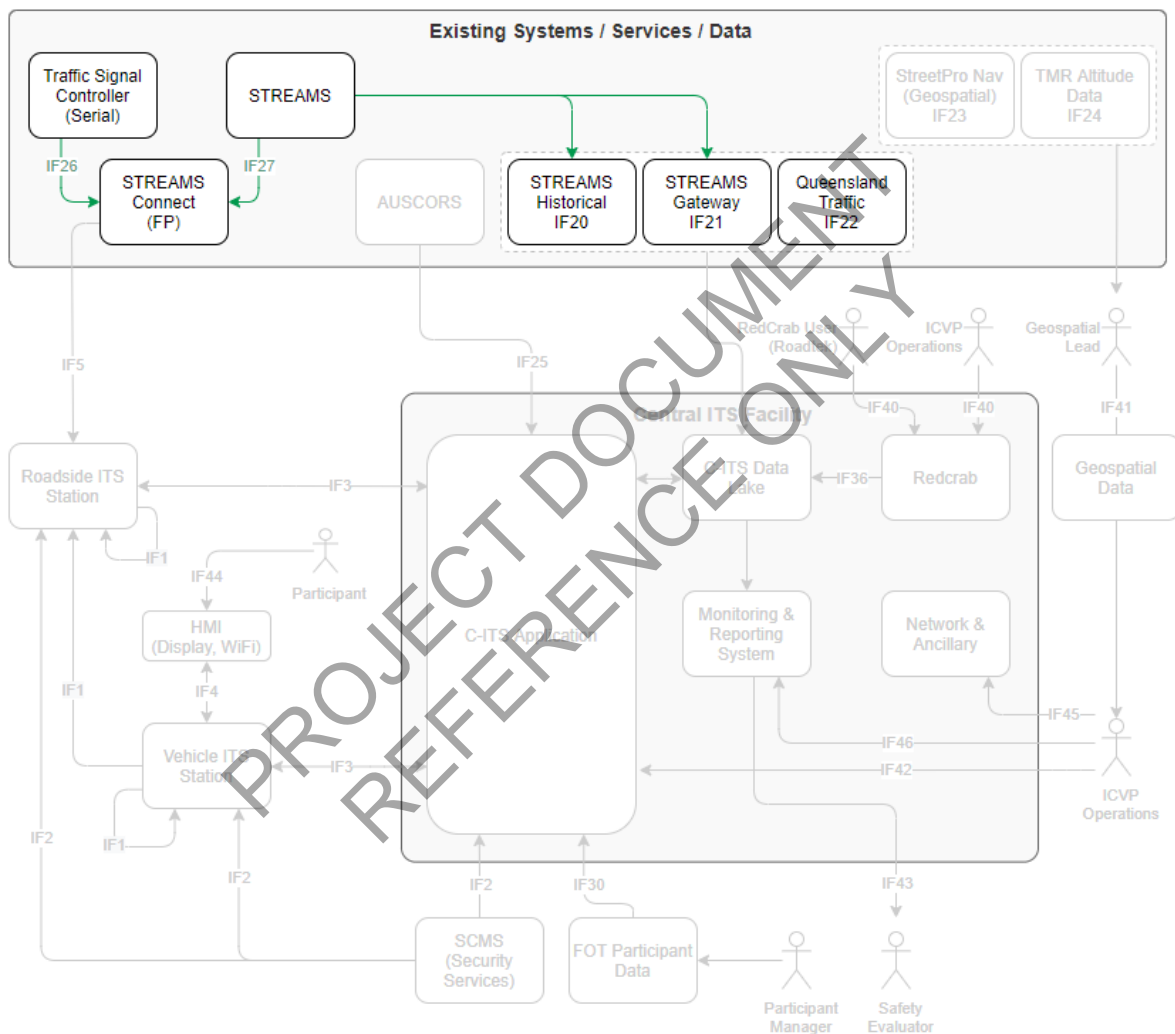 Existing Systems / Services / Data
Traffic Signal
Controller
(Serial)
STREAMS
StreetPro Nav
(Geospatial)
IF23
TMR Altitude
Data
IF24
IF26
IF27
STREAMS
Connect
(FP)
AUSCORS
STREAMS
Historical
IF20
STREAMS
Gateway
IF21
Queensland
Traffic
IF22
RedCrab User
(Roadtek)
ICVP
Operations
Geospatial
Lead
IF5
IF25
IF40
IF40
IF41
Central ITS Facility
Roadside ITS
Station
IF3
C-ITS Data
Lake
IF36
Redcrab
Geospatial
Data
IF1
IF44
Participant
HMI
(Display, WiFi)
C-ITS Application
Monitoring &
Reporting
System
Network &
Ancillary
IF1
IF4
IF45
IF46
Vehicle ITS
Station
IF3
IF42
ICVP
Operations
IF1
IF2
IF2
IF2
IF30
IF43
SCMS
(Security
Services)
FOT Participant
Data
Participant
Manager
Safety
Evaluator
PROJECT DOCUMENT
REFERENCE ONLY